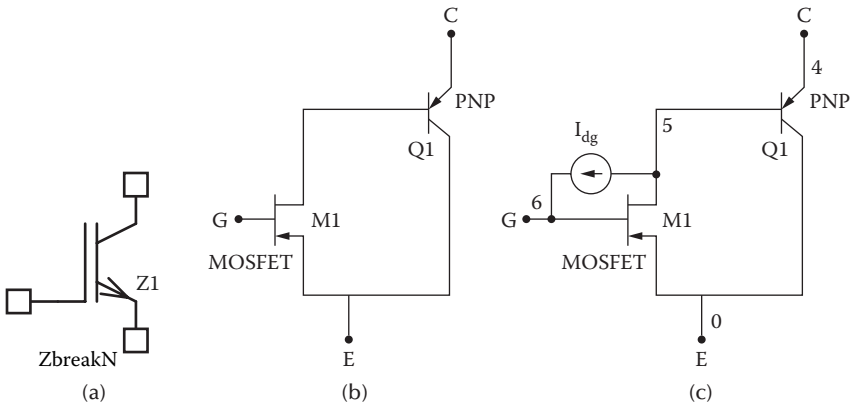 Z1
ZbreakN
(a)
C
PNP
Q1
G
M1
MOSFET
E
(b)
C
4
PNP
Q1
5
I_dg
6
G
M1
MOSFET
0
E
(c)